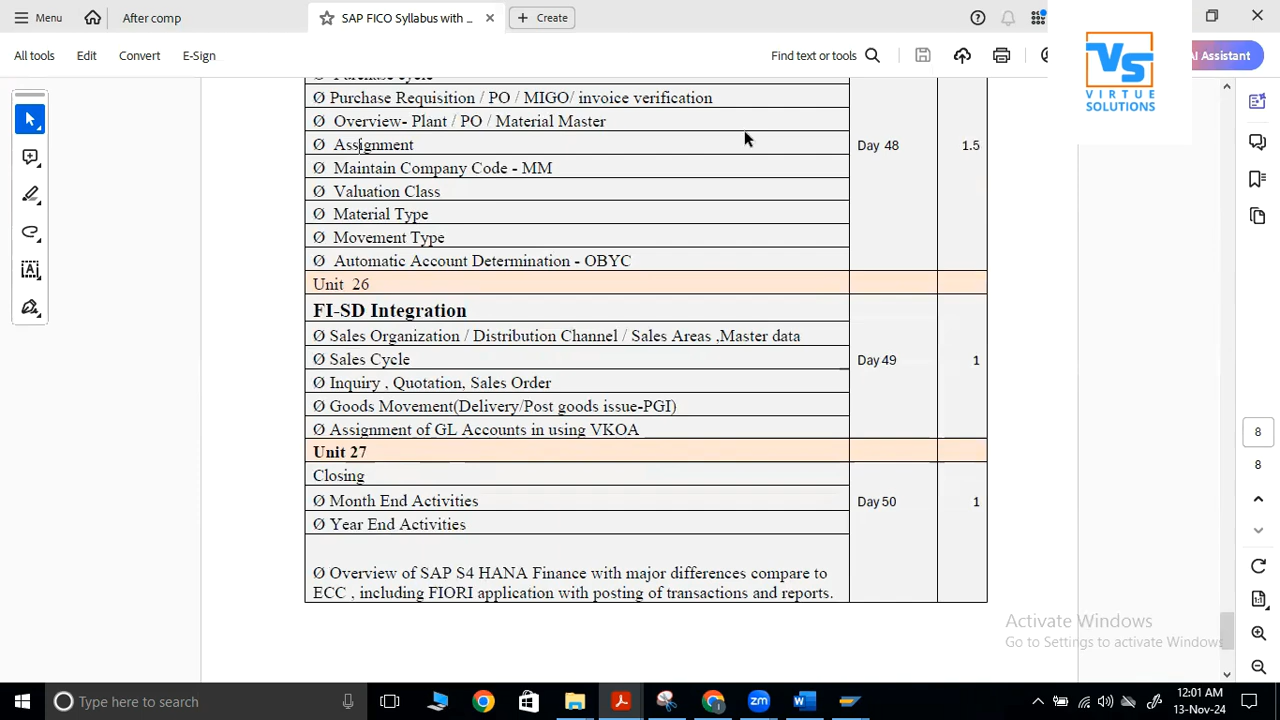 Menu
After comp
SAP FICO Syllabus with ...
Create
All tools
Edit
Convert
E-Sign
Find text or tools
AI Assistant
VS
VIRTUE
SOLUTIONS
Ø Purchase cycle
Ø Purchase Requisition / PO / MIGO/ invoice verification
Ø Overview- Plant / PO / Material Master
Ø Assignment
Day 48
1.5
Ø Maintain Company Code - MM
Ø Valuation Class
Ø Material Type
Ø Movement Type
Ø Automatic Account Determination - OBYC
Unit 26
FI-SD Integration
Ø Sales Organization / Distribution Channel / Sales Areas ,Master data
Ø Sales Cycle
Day 49
1
Ø Inquiry , Quotation, Sales Order
Ø Goods Movement(Delivery/Post goods issue-PGI)
Ø Assignment of GL Accounts in using VKOA
Unit 27
Closing
Ø Month End Activities
Day 50
1
Ø Year End Activities
Ø Overview of SAP S4 HANA Finance with major differences compare to
ECC , including FIORI application with posting of transactions and reports.
8
8
Activate Windows
Go to Settings to activate Windows
Type here to search
12:01 AM
13-Nov-24